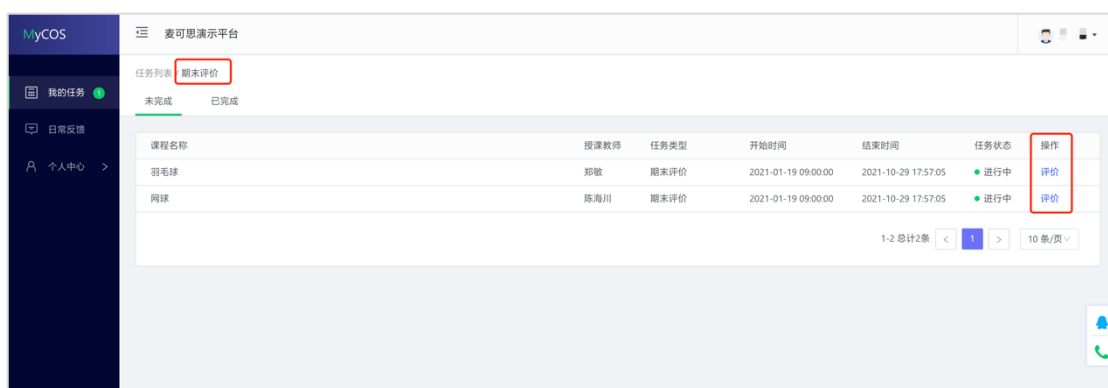 MyCOS
麦可思演示平台
任务列表 / 期末评价
我的任务 1
未完成 已完成
日常反馈
个人中心 >
课程名称 授课教师 任务类型 开始时间 结束时间 任务状态 操作
羽毛球 郑敏 期末评价 2021-01-19 09:00:00 2021-10-29 17:57:05 进行中 评价
网球 陈海川 期末评价 2021-01-19 09:00:00 2021-10-29 17:57:05 进行中 评价
1-2 总计2条 < 1 > 10 条/页